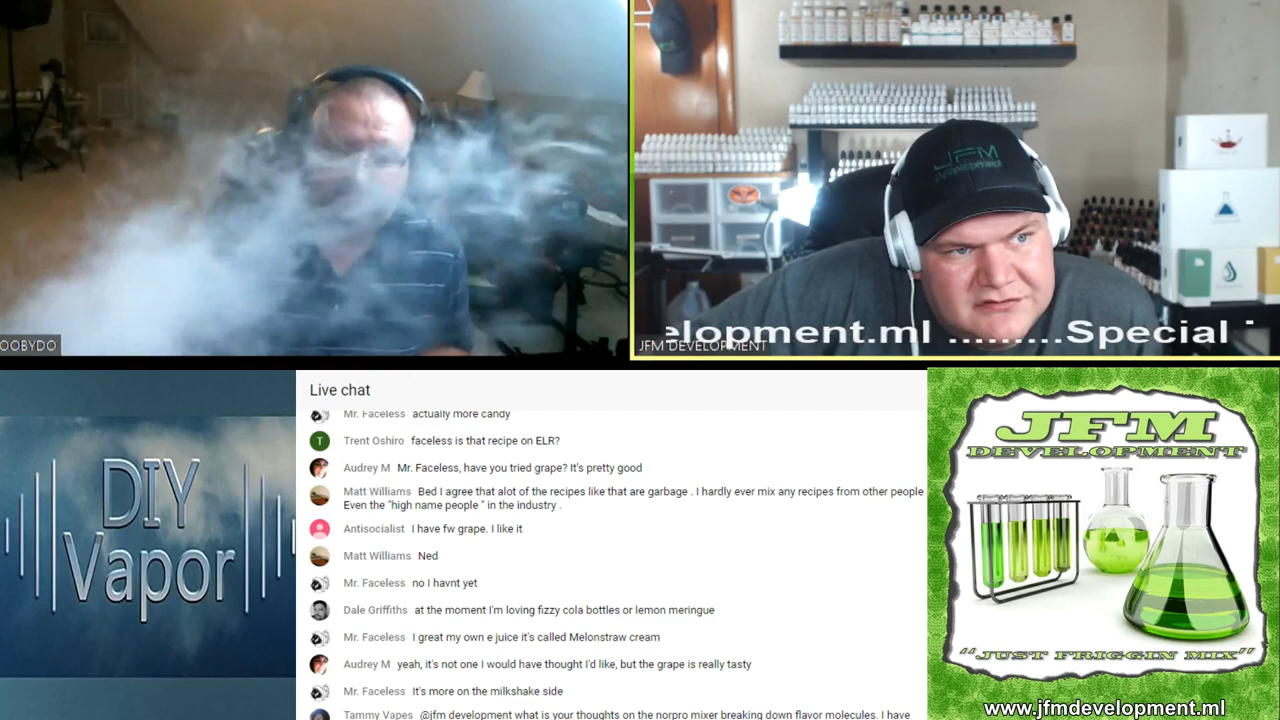 JFM
Development
OOBYDO
elopment.ml .........Special
JFM DEVELOPMENT
DIY
Vapor
Live chat
Mr. Faceless actually more candy
T Trent Oshiro faceless is that recipe on ELR?
Audrey M Mr. Faceless, have you tried grape? It's pretty good
Matt Williams Bed I agree that alot of the recipes like that are garbage . I hardly ever mix any recipes from other people
Even the "high name people " in the industry .
Antisocialist I have fw grape. I like it
Matt Williams Ned
Mr. Faceless no I havnt yet
Dale Griffiths at the moment I'm loving fizzy cola bottles or lemon meringue
Mr. Faceless I great my own e juice it's called Melonstraw cream
Audrey M yeah, it's not one I would have thought I'd like, but the grape is really tasty
Mr. Faceless It's more on the milkshake side
Tammy Vapes @jfm development what is your thoughts on the norpro mixer breaking down flavor molecules. I have
JFM
DEVELOPMENT
"JUST FRIGGIN MIX"
www.jfmdevelopment.ml